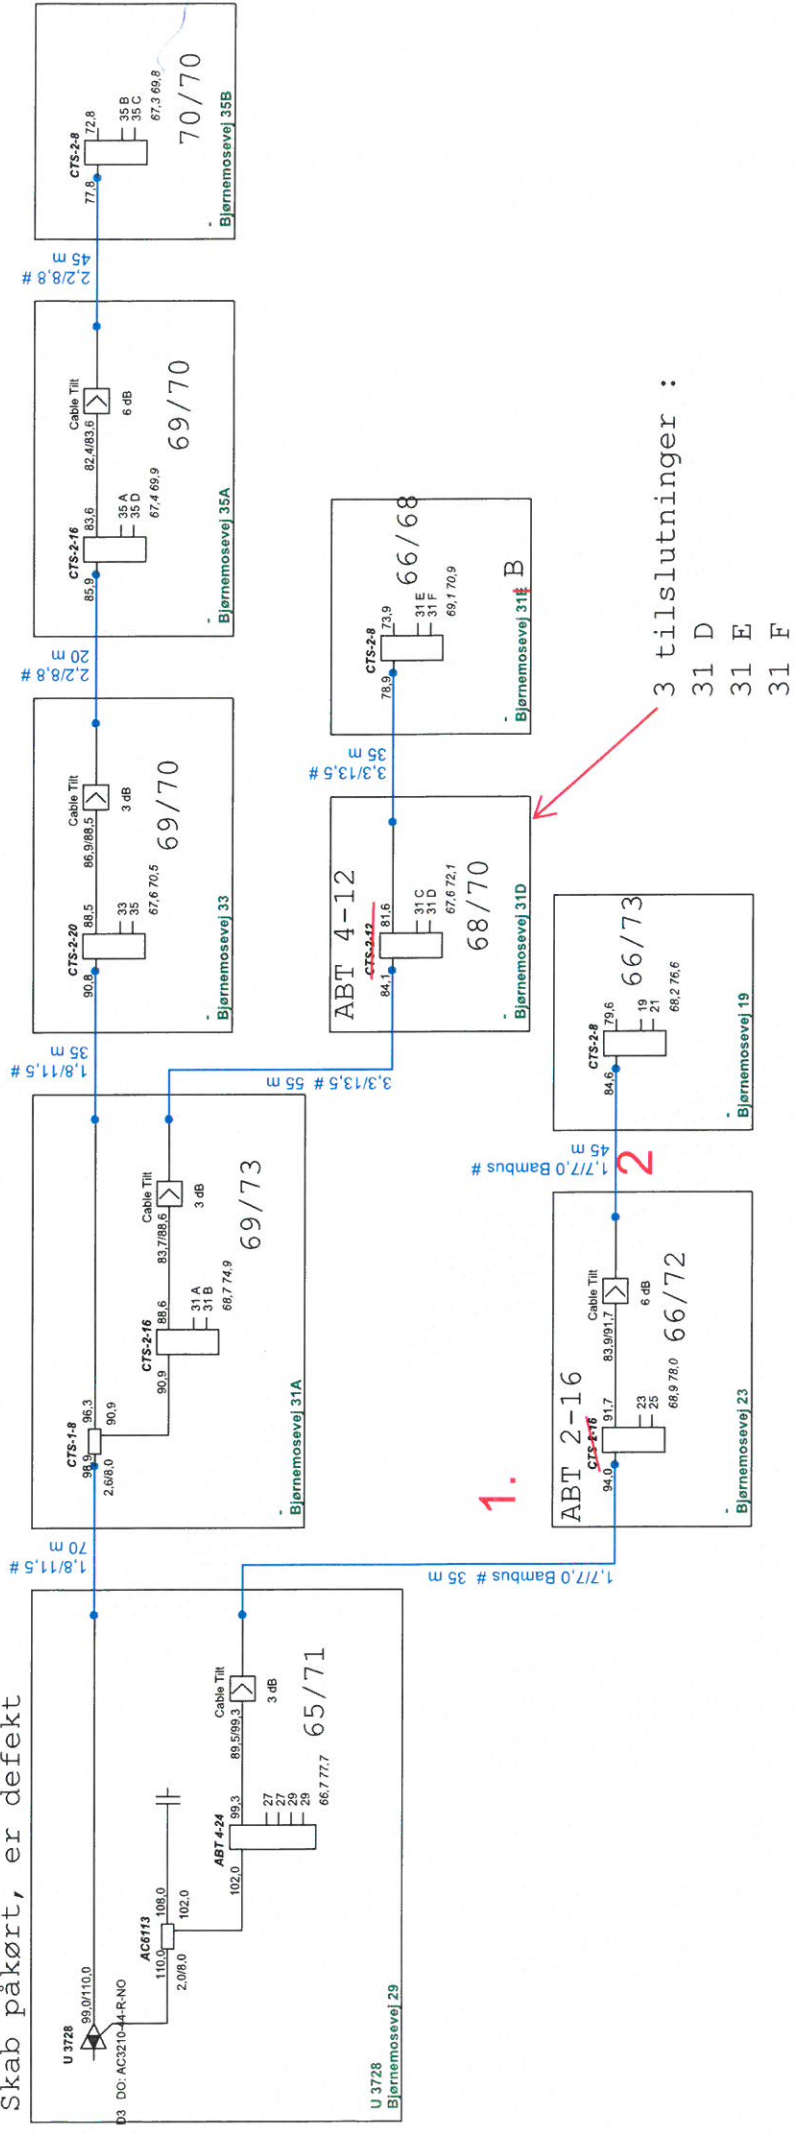 Skab påkørt, er defekt
U 3728
99,0/110,0
D3 DO: AC3210-44-R-NO
AC6113
110,0
108,0
2,0/8,0
102,0
ABT 4-24
102,0
99,3
27
27
29
29
66,7 77,7
89,5/99,3
Cable Tilt
3 dB
65/71
U 3728
Bjørnemosevej 29
1,8/11,5 #
70 m
CTS-1-8
98,9
96,3
2,6/8,0
90,9
CTS-2-16
90,9
88,6
31 A
31 B
68,7 74,9
83,7/88,6
Cable Tilt
3 dB
69/73
Bjørnemosevej 31A
1,8/11,5 #
35 m
CTS-2-20
90,8
88,5
33
35
67,6 70,5
86,9/88,5
Cable Tilt
3 dB
69/70
Bjørnemosevej 33
2,2/8,8 #
20 m
CTS-2-16
85,9
83,6
35 A
35 D
67,4 69,9
82,4/83,6
Cable Tilt
6 dB
69/70
Bjørnemosevej 35A
2,2/8,8 #
45 m
CTS-2-8
77,8
72,8
35 B
35 C
67,3 69,8
70/70
Bjørnemosevej 35B
3,3/13,5 # 55 m
ABT 4-12
CTS-2-12
84,1
81,6
31 C
31 D
67,6 72,1
68/70
Bjørnemosevej 31D
3,3/13,5 #
35 m
CTS-2-8
78,9
73,9
31 E
31 F
69,1 70,9
66/68
Bjørnemosevej 31E B
1,7/7,0 Bambus # 35 m
1.
ABT 2-16
CTS-2-16
94,0
91,7
23
25
68,9 78,0
83,9/91,7
Cable Tilt
6 dB
66/72
Bjørnemosevej 23
1,7/7,0 Bambus #
45 m
2
CTS-2-8
84,6
79,6
19
21
68,2 76,6
66/73
Bjørnemosevej 19
3 tilslutninger :
31 D
31 E
31 F